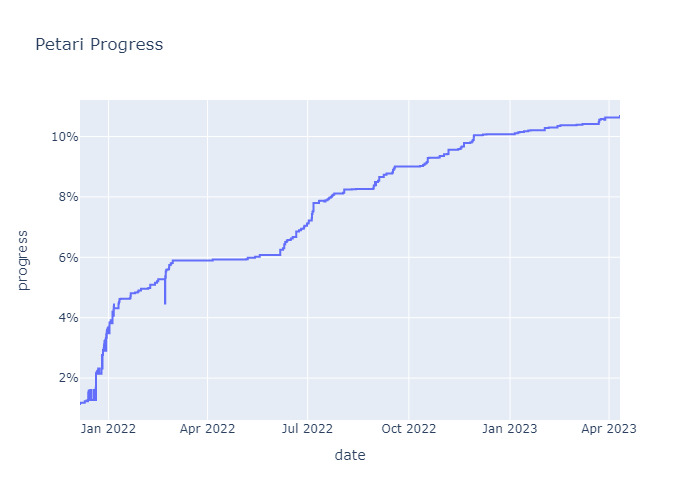 Petari Progress
progress
10%
8%
6%
4%
2%
Jan 2022
Apr 2022
Jul 2022
Oct 2022
Jan 2023
Apr 2023
date